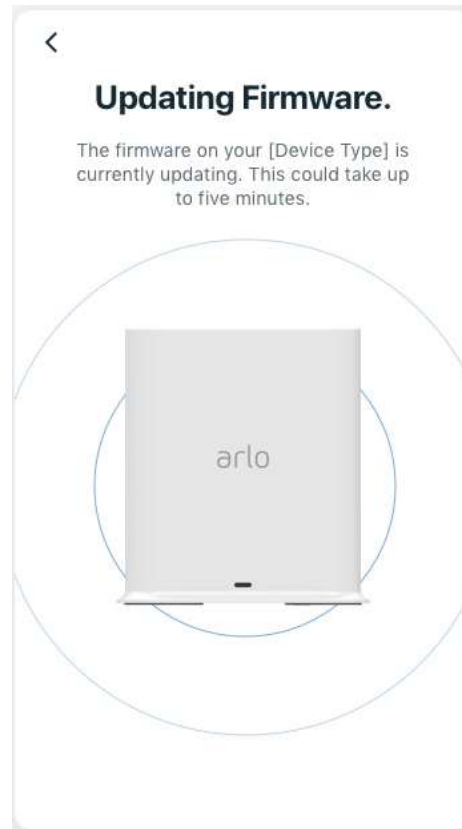 Updating Firmware.
The firmware on your [Device Type] is
currently updating. This could take up
to five minutes.
arlo